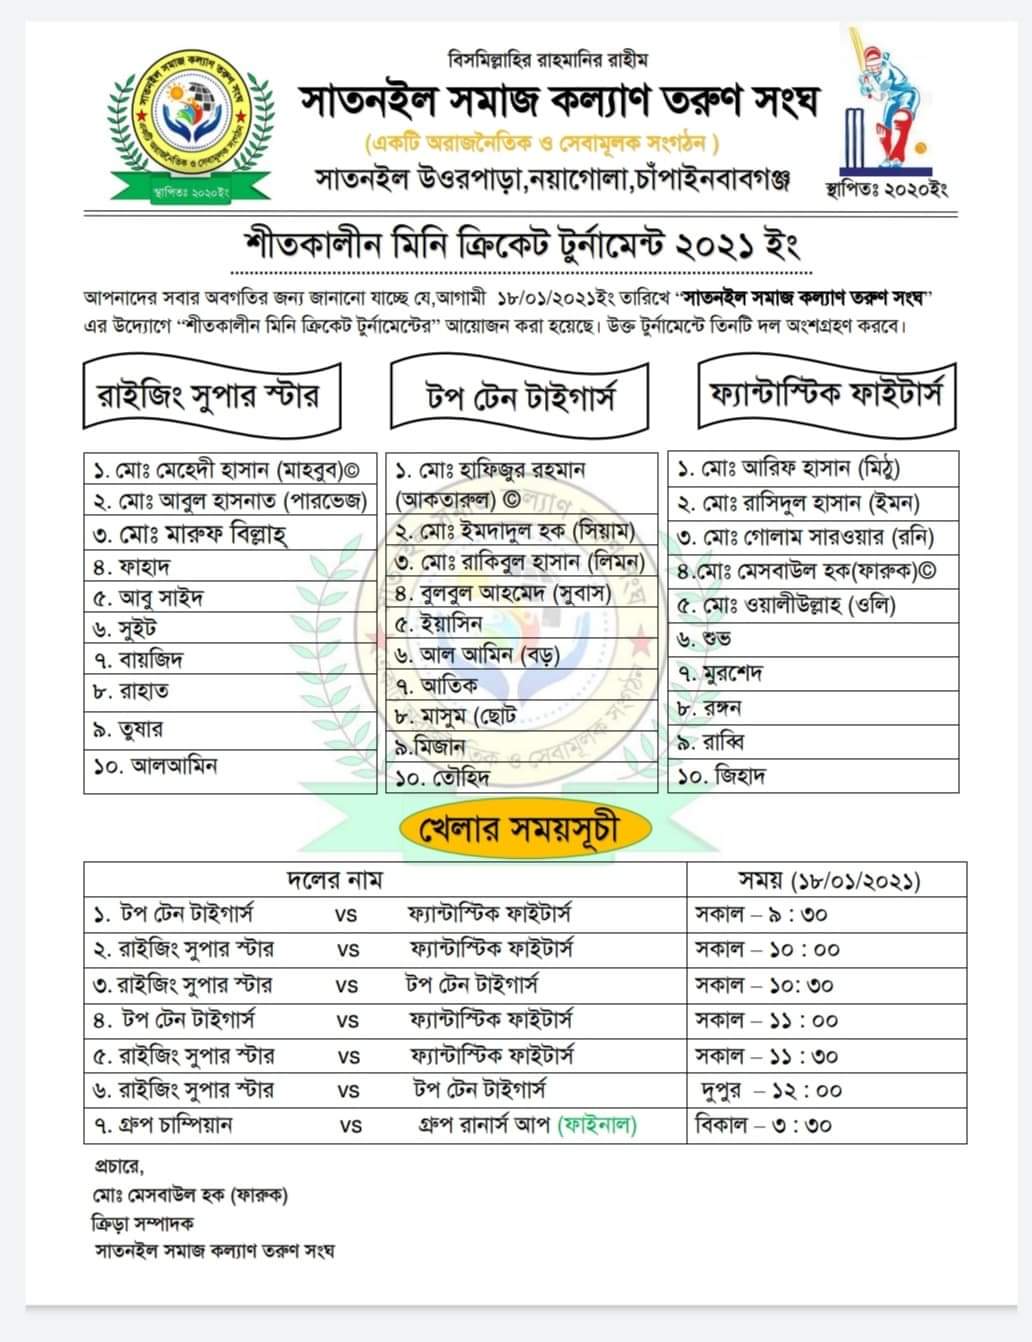 বিসমিল্লাহির রাহমানির রাহীম
সাতনইল সমাজ কল্যাণ তরুণ সংঘ
(একটি অরাজনৈতিক ও সেবামূলক সংগঠন )
সাতনইল উওরপাড়া,নয়াগোলা,চাঁপাইনবাবগঞ্জ
সাতনইল সমাজ কল্যাণ তরুণ সংঘ
একটি অরাজনৈতিক ও সেবামূলক সংগঠন
স্থাপিতঃ ২০২০ইং
স্থাপিতঃ ২০২০ইং
শীতকালীন মিনি ক্রিকেট টুর্নামেন্ট ২০২১ ইং
আপনাদের সবার অবগতির জন্য জানানো যাচ্ছে যে,আগামী ১৮/০১/২০২১ইং তারিখে “সাতনইল সমাজ কল্যাণ তরুণ সংঘ”
এর উদ্যোগে “শীতকালীন মিনি ক্রিকেট টুর্নামেন্টের” আয়োজন করা হয়েছে। উক্ত টুর্নামেন্টে তিনটি দল অংশগ্রহণ করবে।
রাইজিং সুপার স্টার
১. মোঃ মেহেদী হাসান (মাহবুব)©
২. মোঃ আবুল হাসনাত (পারভেজ)
৩. মোঃ মারুফ বিল্লাহ্
৪. ফাহাদ
৫. আবু সাইদ
৬. সুইট
৭. বায়জিদ
৮. রাহাত
৯. তুষার
১০. আলআমিন
টপ টেন টাইগার্স
১. মোঃ হাফিজুর রহমান
(আকতারুল) ©
২. মোঃ ইমদাদুল হক (সিয়াম)
৩. মোঃ রাকিবুল হাসান (লিমন)
৪. বুলবুল আহমেদ (সুবাস)
৫. ইয়াসিন
৬. আল আমিন (বড়)
৭. আতিক
৮. মাসুম (ছোট
৯.মিজান
১০. তৌহিদ
ফ্যান্টাস্টিক ফাইটার্স
১. মোঃ আরিফ হাসান (মিঠু)
২. মোঃ রাসিদুল হাসান (ইমন)
৩. মোঃ গোলাম সারওয়ার (রনি)
৪.মোঃ মেসবাউল হক(ফারুক)©
৫. মোঃ ওয়ালীউল্লাহ (ওলি)
৬. শুভ
৭. মুরশেদ
৮. রঙ্গন
৯. রাব্বি
১০. জিহাদ
খেলার সময়সূচী
দলের নাম সময় (১৮/০১/২০২১)
১. টপ টেন টাইগার্স vs ফ্যান্টাস্টিক ফাইটার্স সকাল – ৯ : ৩০
২. রাইজিং সুপার স্টার vs ফ্যান্টাস্টিক ফাইটার্স সকাল – ১০ : ০০
৩. রাইজিং সুপার স্টার vs টপ টেন টাইগার্স সকাল – ১০: ৩০
৪. টপ টেন টাইগার্স vs ফ্যান্টাস্টিক ফাইটার্স সকাল – ১১ : ০০
৫. রাইজিং সুপার স্টার vs ফ্যান্টাস্টিক ফাইটার্স সকাল – ১১ : ৩০
৬. রাইজিং সুপার স্টার vs টপ টেন টাইগার্স দুপুর – ১২ : ০০
৭. গ্রুপ চাম্পিয়ান vs গ্রুপ রানার্স আপ (ফাইনাল) বিকাল – ৩ : ৩০
প্রচারে,
মোঃ মেসবাউল হক (ফারুক)
ক্রিড়া সম্পাদক
সাতনইল সমাজ কল্যাণ তরুণ সংঘ